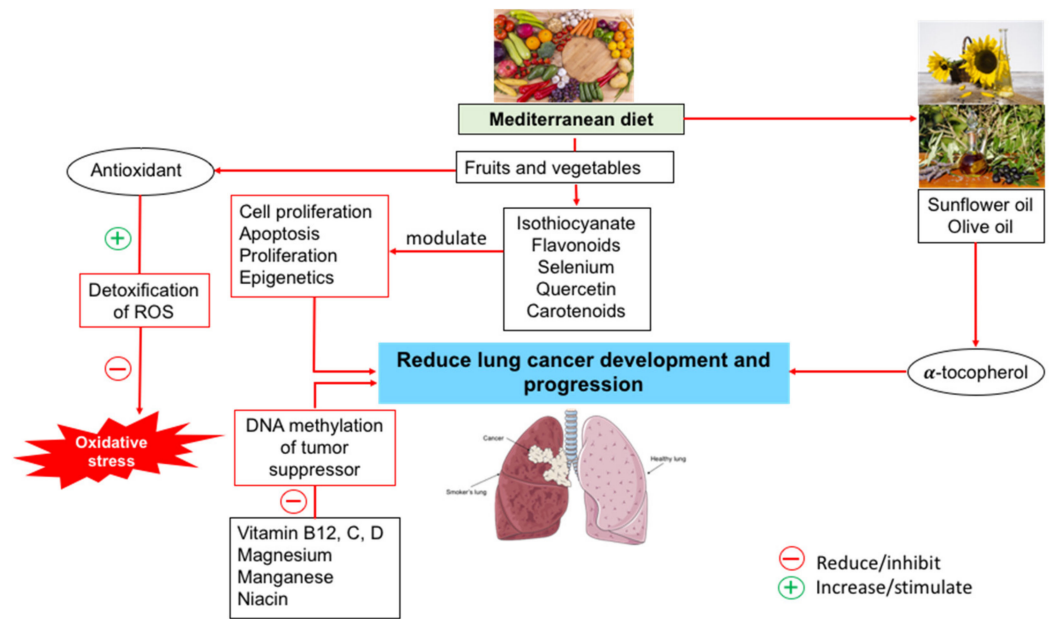 Mediterranean diet
Fruits and vegetables
Antioxidant
Sunflower oil
Olive oil
Cell proliferation
Apoptosis
Proliferation
Epigenetics
modulate
Isothiocyanate
Flavonoids
Selenium
Quercetin
Carotenoids
+
Detoxification
of ROS
−
Reduce lung cancer development and
progression
α-tocopherol
Oxidative
stress
DNA methylation
of tumor
suppressor
−
Cancer
Smoker's lung
Healthy lung
Vitamin B12, C, D
Magnesium
Manganese
Niacin
− Reduce/inhibit
+ Increase/stimulate